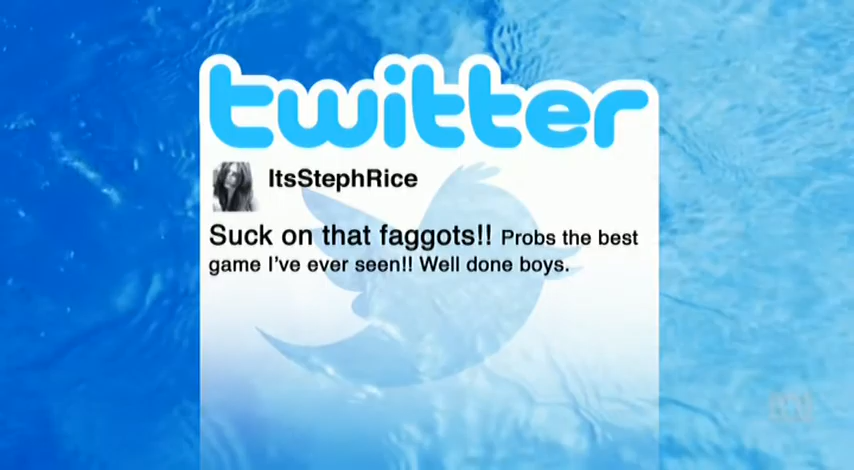 twitter
ItsStephRice
Suck on that faggots!! Probs the best
game I've ever seen!! Well done boys.